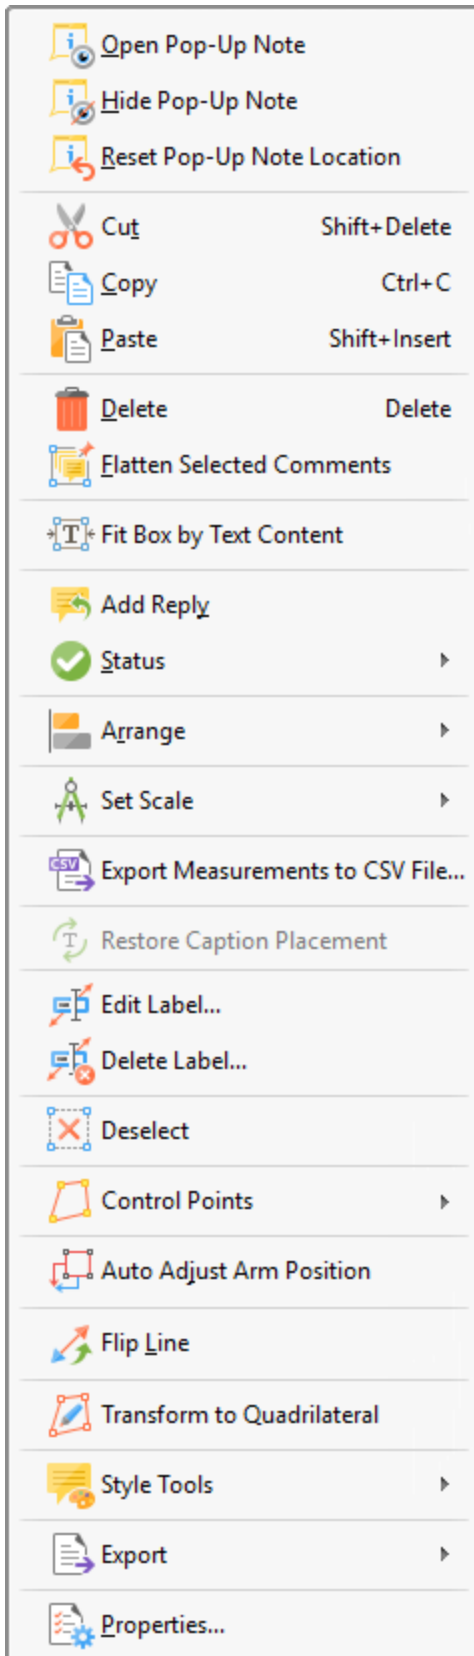 Open Pop-Up Note
Hide Pop-Up Note
Reset Pop-Up Note Location
Cut Shift+Delete
Copy Ctrl+C
Paste Shift+Insert
Delete Delete
Flatten Selected Comments
T Fit Box by Text Content
Add Reply
Status
Arrange
Set Scale
CSV Export Measurements to CSV File...
T Restore Caption Placement
Edit Label...
Delete Label...
Deselect
Control Points
Auto Adjust Arm Position
Flip Line
Transform to Quadrilateral
Style Tools
Export
Properties...